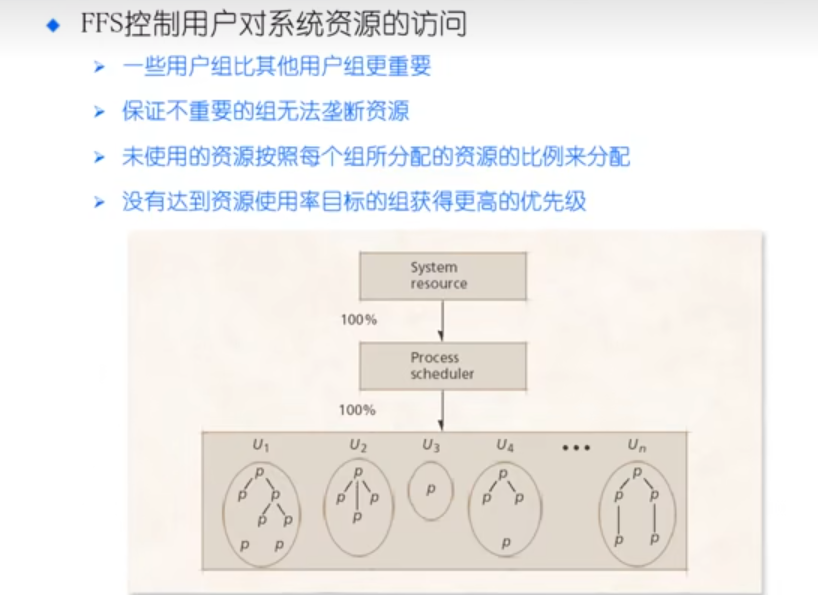 FFS控制用户对系统资源的访问
一些用户组比其他用户组更重要
保证不重要的组无法垄断资源
未使用的资源按照每个组所分配的资源的比例来分配
没有达到资源使用率目标的组获得更高的优先级
System
resource
100%
Process
scheduler
100%
U1 U2 U3 U4 ••• Un
p p p p
p p p p p p p p p
p p p
p p p p p